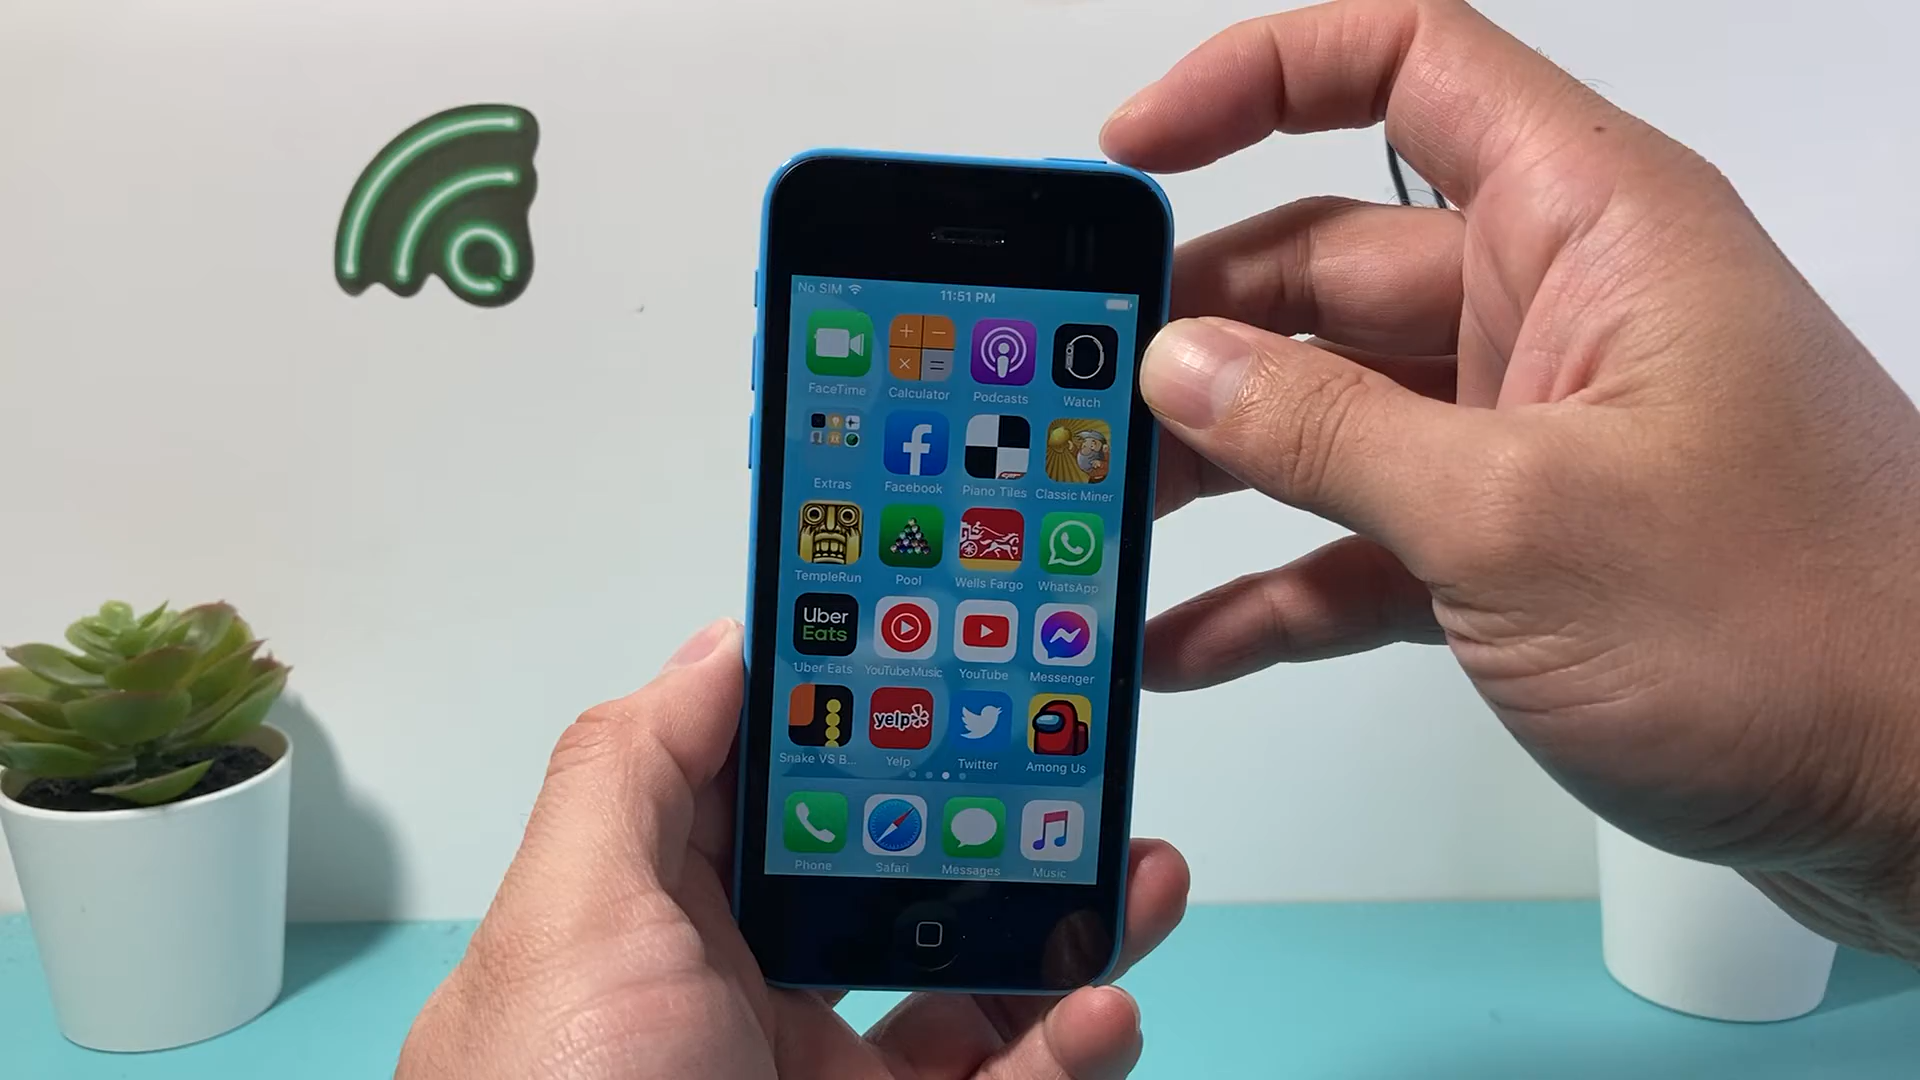 No SIM 11:51 PM
FaceTime Calculator Podcasts Watch
Extras Facebook Piano Tiles Classic Miner
TempleRun Pool Wells Fargo WhatsApp
Uber
Eats
Uber Eats YouTube Music YouTube Messenger
yelp
Snake VS B... Yelp Twitter Among Us
Phone Safari Messages Music